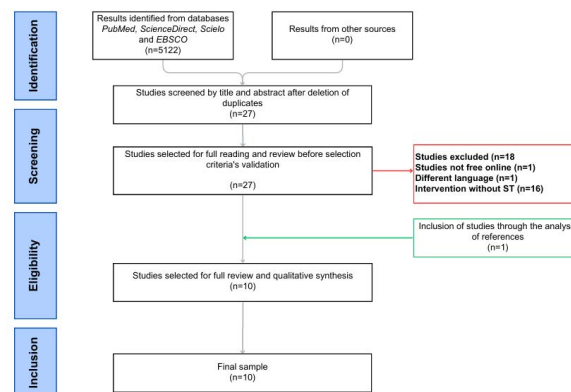 Identification
Results identified from databases
PubMed, ScienceDirect, Scielo
and EBSCO
(n=5122)
Results from other sources
(n=0)
Studies screened by title and abstract after deletion of
duplicates
(n=27)
Screening
Studies selected for full reading and review before selection
criteria's validation
(n=27)
Studies excluded (n=18
Studies not free online (n=1)
Different language (n=1)
Intervention without ST (n=16)
Eligibility
Inclusion of studies through the analys
of references
(n=1)
Studies selected for full review and qualitative synthesis
(n=10)
Inclusion
Final sample
(n=10)